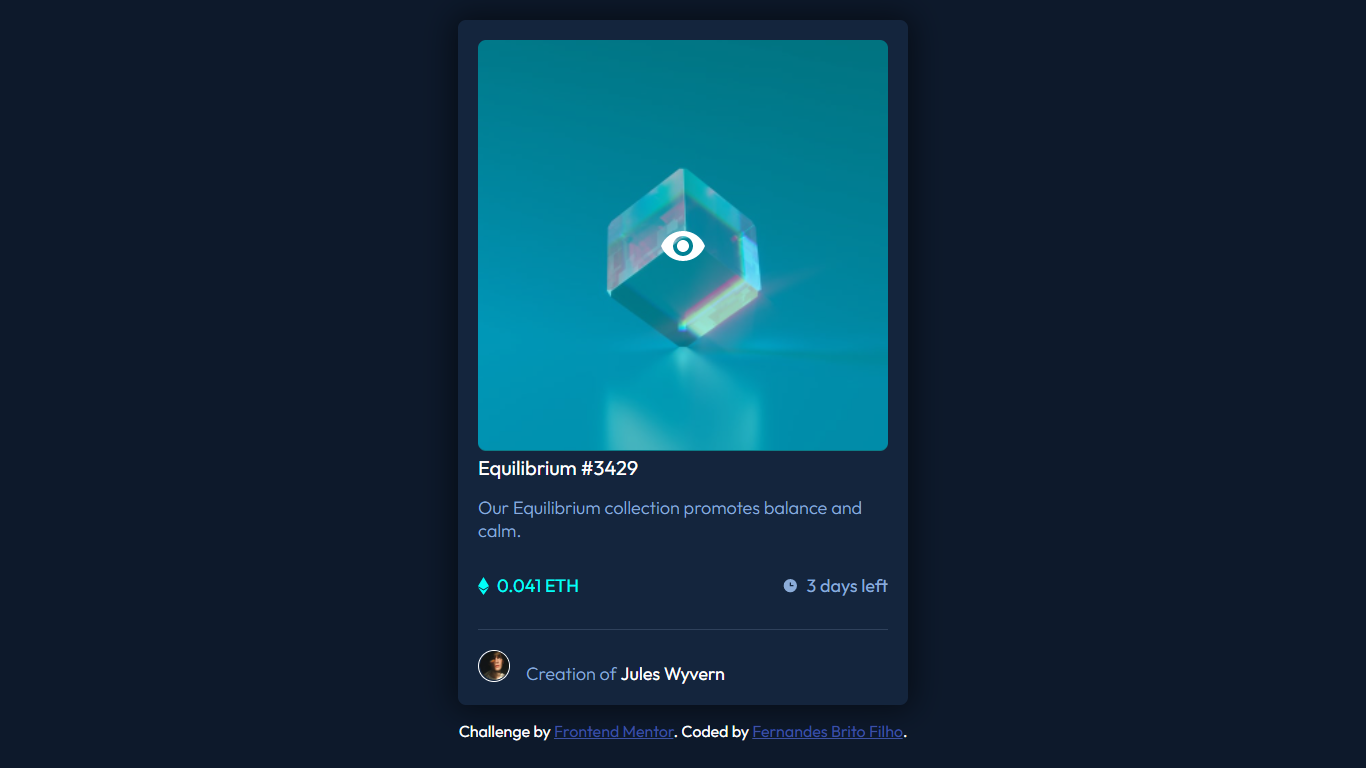 Equilibrium #3429
Our Equilibrium collection promotes balance and
calm.
0.041 ETH
3 days left
Creation of Jules Wyvern
Challenge by Frontend Mentor. Coded by Fernandes Brito Filho.